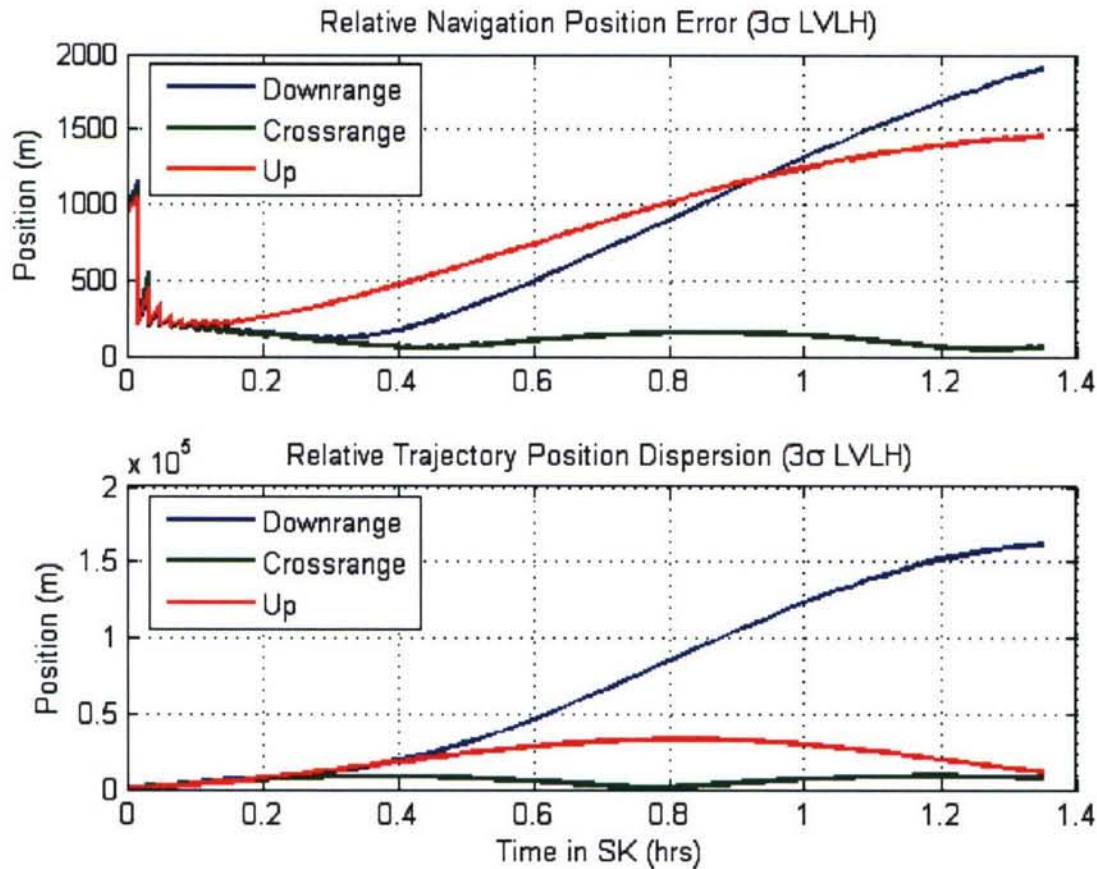 Relative Navigation Position Error (3σ LVLH)
2000
1500
1000
500
0
Position (m)
Downrange
Crossrange
Up
0 0.2 0.4 0.6 0.8 1 1.2 1.4
x 10^5
Relative Trajectory Position Dispersion (3σ LVLH)
2
1.5
1
0.5
0
Position (m)
Downrange
Crossrange
Up
0 0.2 0.4 0.6 0.8 1 1.2 1.4
Time in SK (hrs)